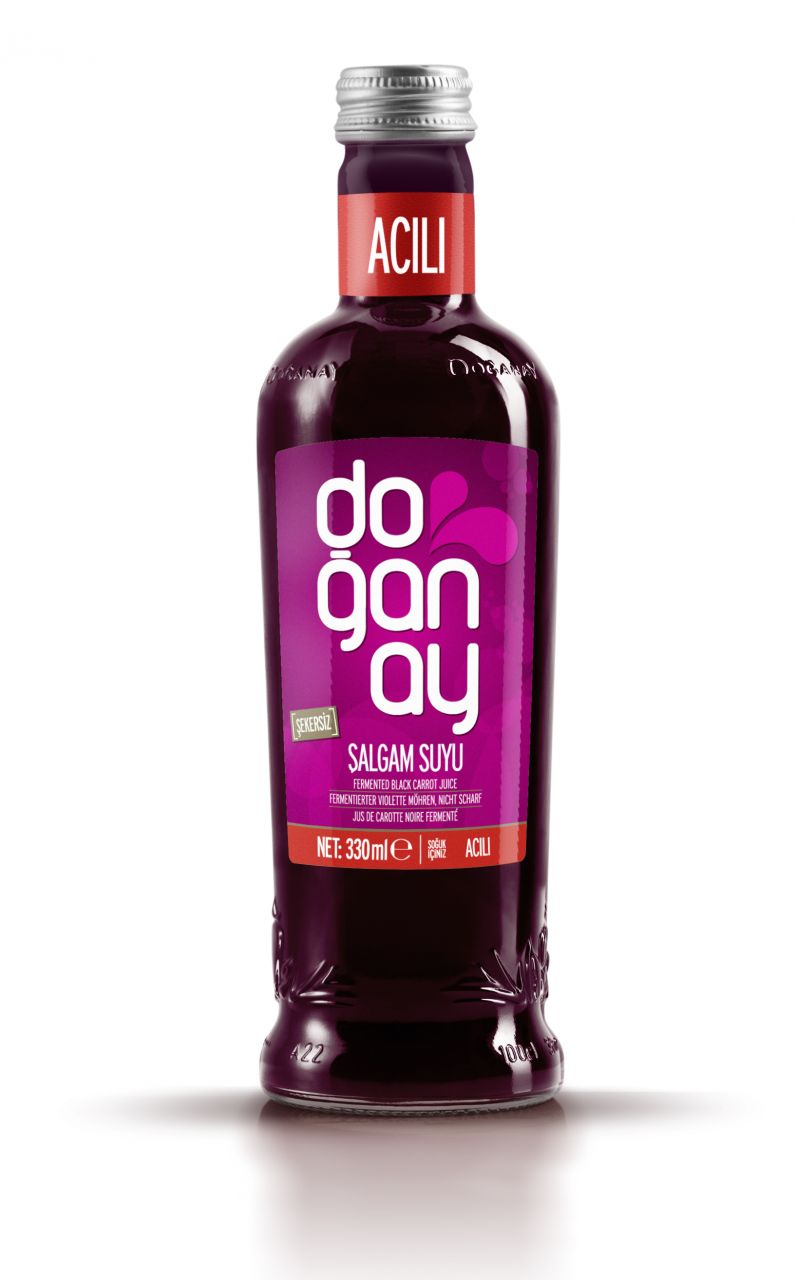 ACILI
DOĞANAY DOĞANAY
do
ğan
ay
ŞEKERSİZ
ŞALGAM SUYU
FERMENTED BLACK CARROT JUICE
FERMENTIERTER VIOLETTE MÖHREN, NICHT SCHARF
JUS DE CAROTTE NOIRE FERMENTÉ
NET: 330ml e
SOĞUK
İÇİNİZ
ACILI
A22